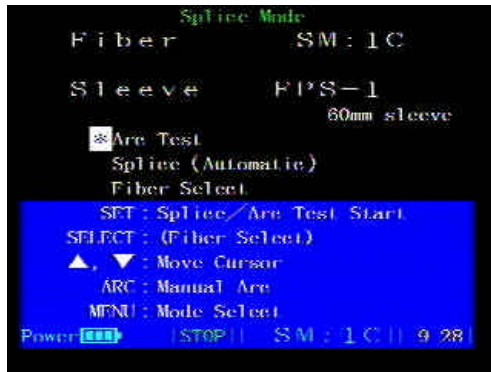 Splice Mode
Fiber SM:1C
Sleeve FPS-1
60mm sleeve
*Arc Test
Splice (Automatic)
Fiber Select
SET: Splice/Arc Test Start
SELECT: (Fiber Select)
▲, ▼: Move Cursor
ARC: Manual Arc
MENU: Mode Select
Power |STOP|| SM:1C|| 9 28|